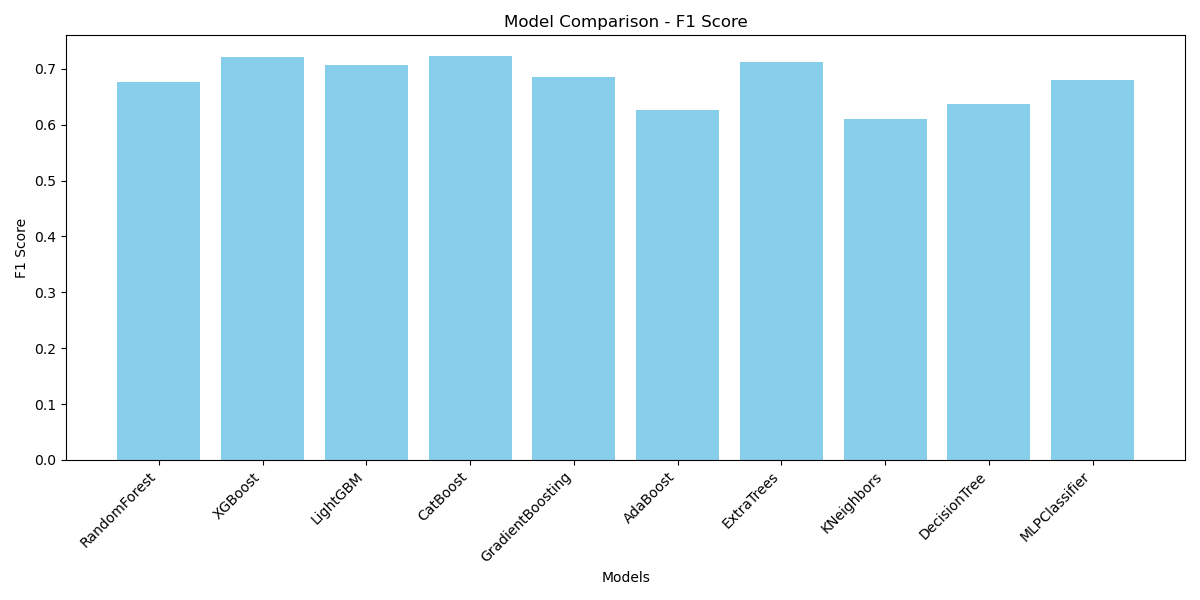 Model Comparison - F1 Score
0.7
0.6
0.5
0.4
0.3
0.2
0.1
0.0
F1 Score
RandomForest
XGBoost
LightGBM
CatBoost
GradientBoosting
AdaBoost
ExtraTrees
KNeighbors
DecisionTree
MLPClassifier
Models